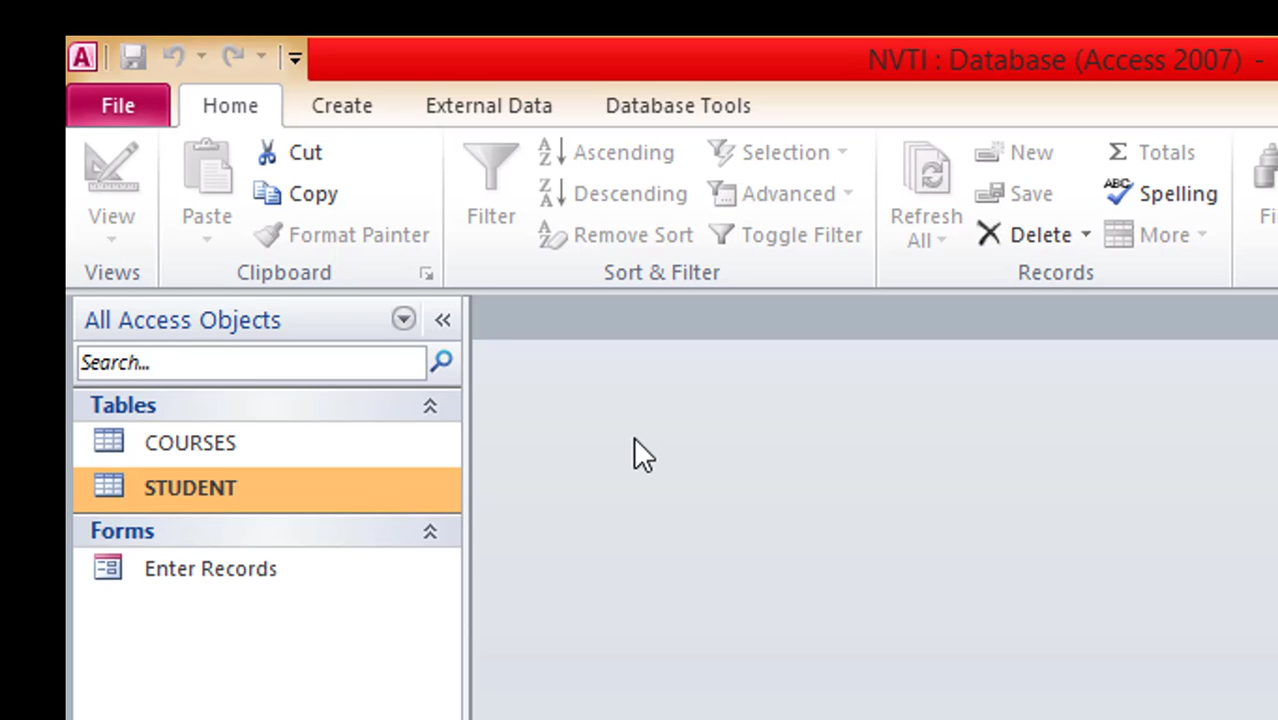 NVTI : Database (Access 2007) -
File Home Create External Data Database Tools
View
Views
Paste
Cut
Copy
Format Painter
Clipboard
Filter
Ascending
Descending
Remove Sort
Selection
Advanced
Toggle Filter
Sort & Filter
Refresh
All
New
Save
Delete
Totals
Spelling
More
Records
Fi
All Access Objects
Search...
Tables
COURSES
STUDENT
Forms
Enter Records